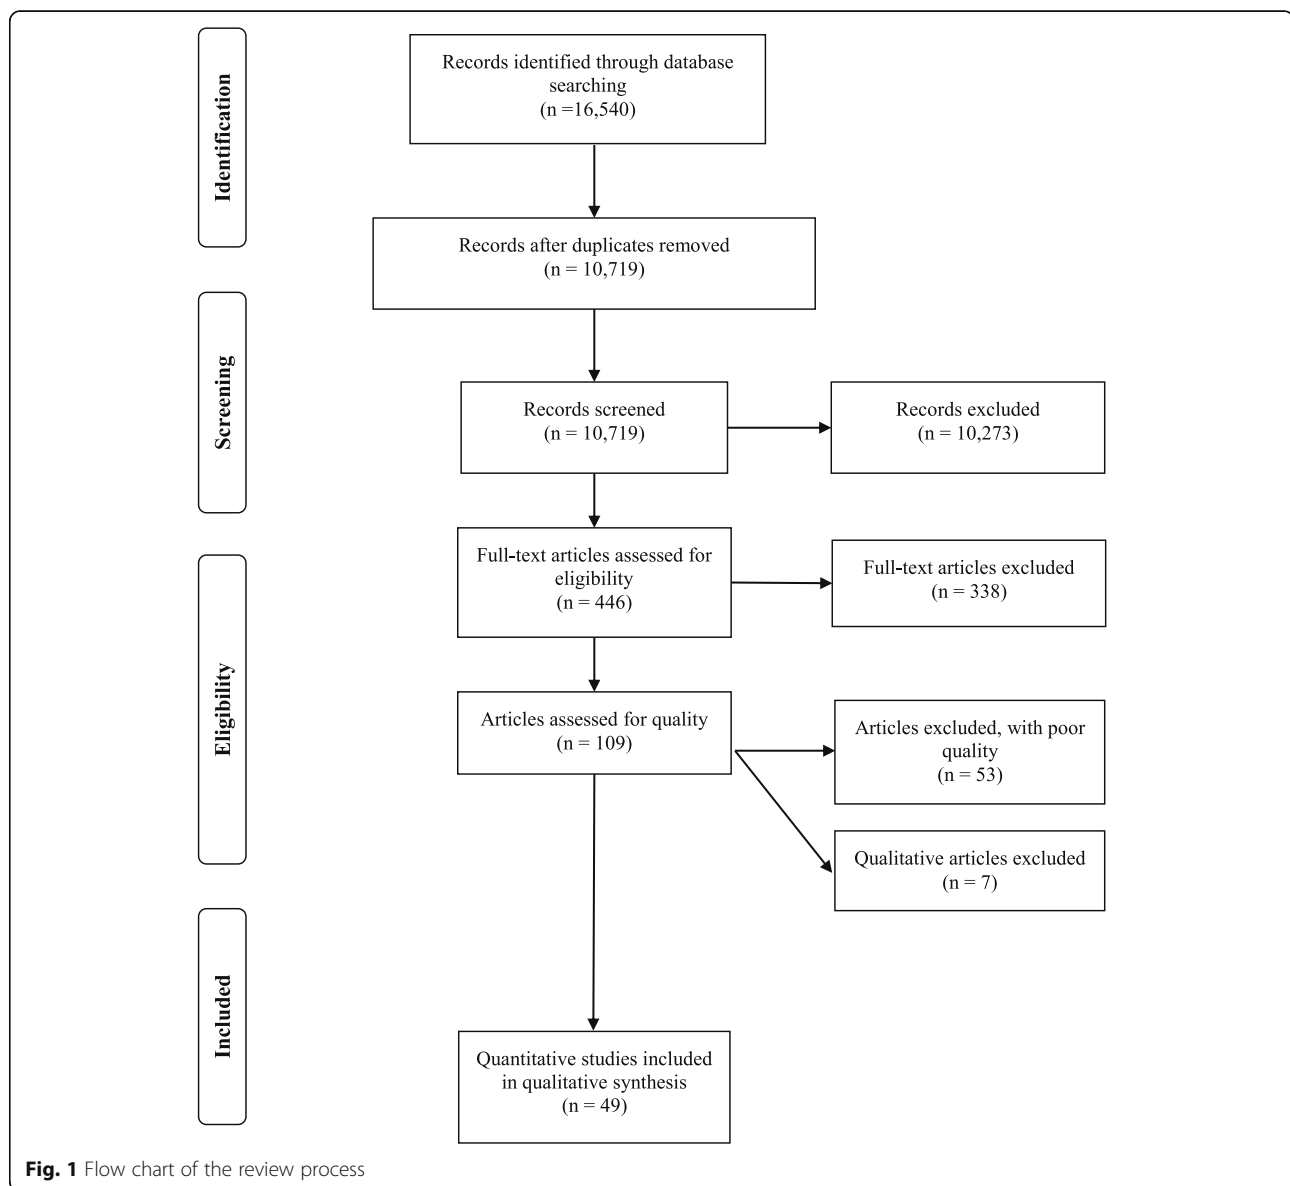 Identification
Records identified through database
searching
(n =16,540)
Records after duplicates removed
(n = 10,719)
Screening
Records screened
(n = 10,719)
Records excluded
(n = 10,273)
Eligibility
Full-text articles assessed for
eligibility
(n = 446)
Full-text articles excluded
(n = 338)
Articles assessed for quality
(n = 109)
Articles excluded, with poor
quality
(n = 53)
Qualitative articles excluded
(n = 7)
Included
Quantitative studies included
in qualitative synthesis
(n = 49)
Fig. 1 Flow chart of the review process